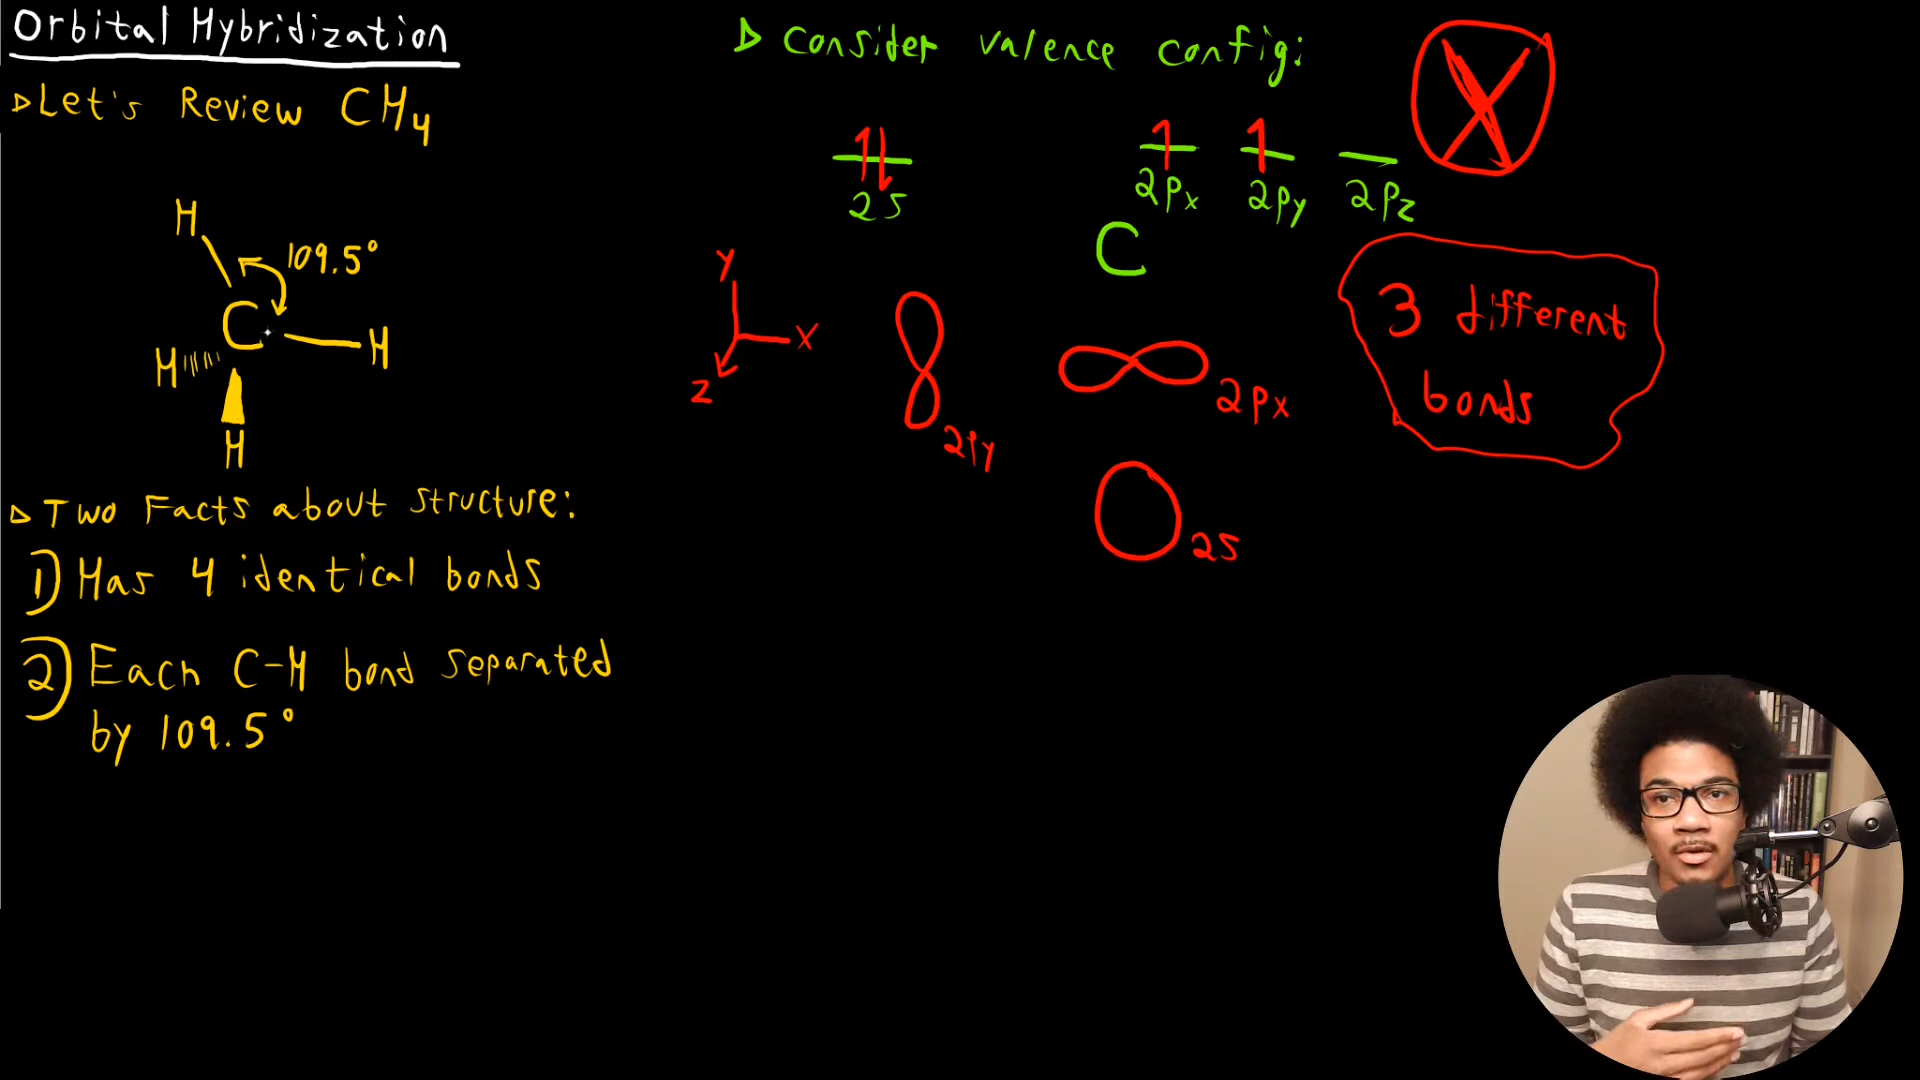 Orbital Hybridization
▷Let's Review CH4
H
109.5°
C
H
H
H
▷Two Facts about structure:
1) Has 4 identical bonds
2) Each C-H bond separated
by 109.5°
▷ Consider valence config:
X
2s
2px 2py 2pz
C
Y
X
Z
2py
2px
2s
3 different
bonds